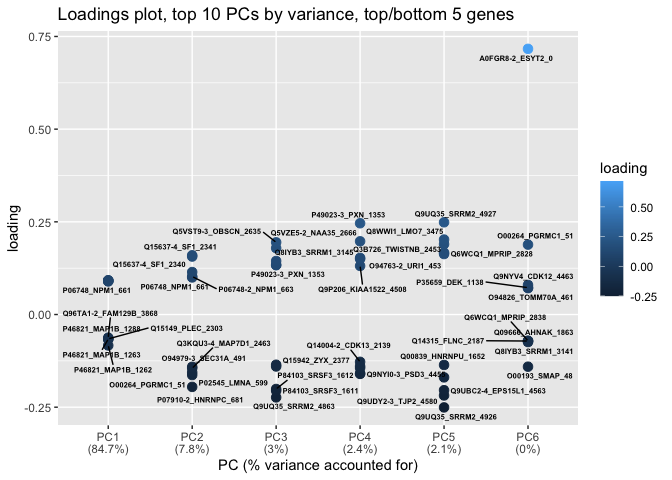 Loadings plot, top 10 PCs by variance, top/bottom 5 genes
0.75
A0FGR8-2_ESYT2_0
0.50
loading
0.50
0.25
0.00
-0.25
loading
0.25
P49023-3_PXN_1353
Q9UQ35_SRRM2_4927
Q5VST9-3_OBSCN_2635
Q5VZE5-2_NAA35_2666
Q8WWI1_LMO7_3475
O00264_PGRMC1_51
Q15637-4_SF1_2341
Q8IYB3_SRRM1_3145
Q3B726_TWISTNB_2453
Q6WCQ1_MPRIP_2828
Q15637-4_SF1_2340
O94763-2_URI1_453
P49023-3_PXN_1353
Q9NYV4_CDK12_4463
P35659_DEK_1138
P06748_NPM1_661
P06748_NPM1_661
P06748-2_NPM1_663
Q9P206_KIAA1522_4508
O94826_TOMM70A_461
0.00
Q96TA1-2_FAM129B_3868
Q6WCQ1_MPRIP_2838
P46821_MAP1B_1288
Q15149_PLEC_2303
Q09666_AHNAK_1863
Q3KQU3-4_MAP7D1_2463
Q14004-2_CDK13_2139
Q14315_FLNC_2187
P46821_MAP1B_1263
O94979-3_SEC31A_491
Q15942_ZYX_2377
Q00839_HNRNPU_1652
Q8IYB3_SRRM1_3141
P46821_MAP1B_1262
P84103_SRSF3_1612
Q9NYI0-3_PSD3_4456
O00193_SMAP_48
O00264_PGRMC1_51
P02545_LMNA_599
P84103_SRSF3_1611
Q9UBC2-4_EPS15L1_4563
P07910-2_HNRNPC_681
Q9UQ35_SRRM2_4863
Q9UDY2-3_TJP2_4580
-0.25
Q9UQ35_SRRM2_4926
PC1
(84.7%)
PC2
(7.8%)
PC3
(3%)
PC4
(2.4%)
PC5
(2.1%)
PC6
(0%)
PC (% variance accounted for)